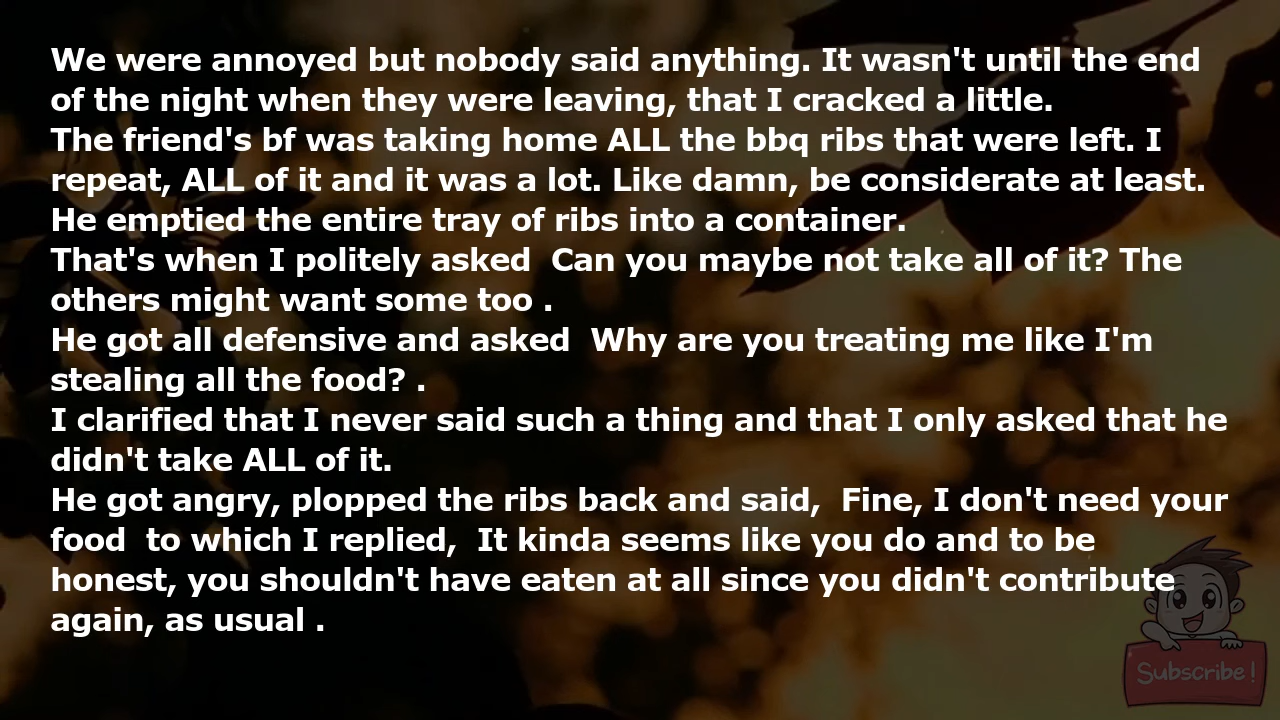 We were annoyed but nobody said anything. It wasn't until the end
of the night when they were leaving, that I cracked a little.
The friend's bf was taking home ALL the bbq ribs that were left. I
repeat, ALL of it and it was a lot. Like damn, be considerate at least.
He emptied the entire tray of ribs into a container.
That's when I politely asked  Can you maybe not take all of it? The
others might want some too .
He got all defensive and asked  Why are you treating me like I'm
stealing all the food? .
I clarified that I never said such a thing and that I only asked that he
didn't take ALL of it.
He got angry, plopped the ribs back and said,  Fine, I don't need your
food  to which I replied,  It kinda seems like you do and to be
honest, you shouldn't have eaten at all since you didn't contribute
again, as usual .
Subscribe!